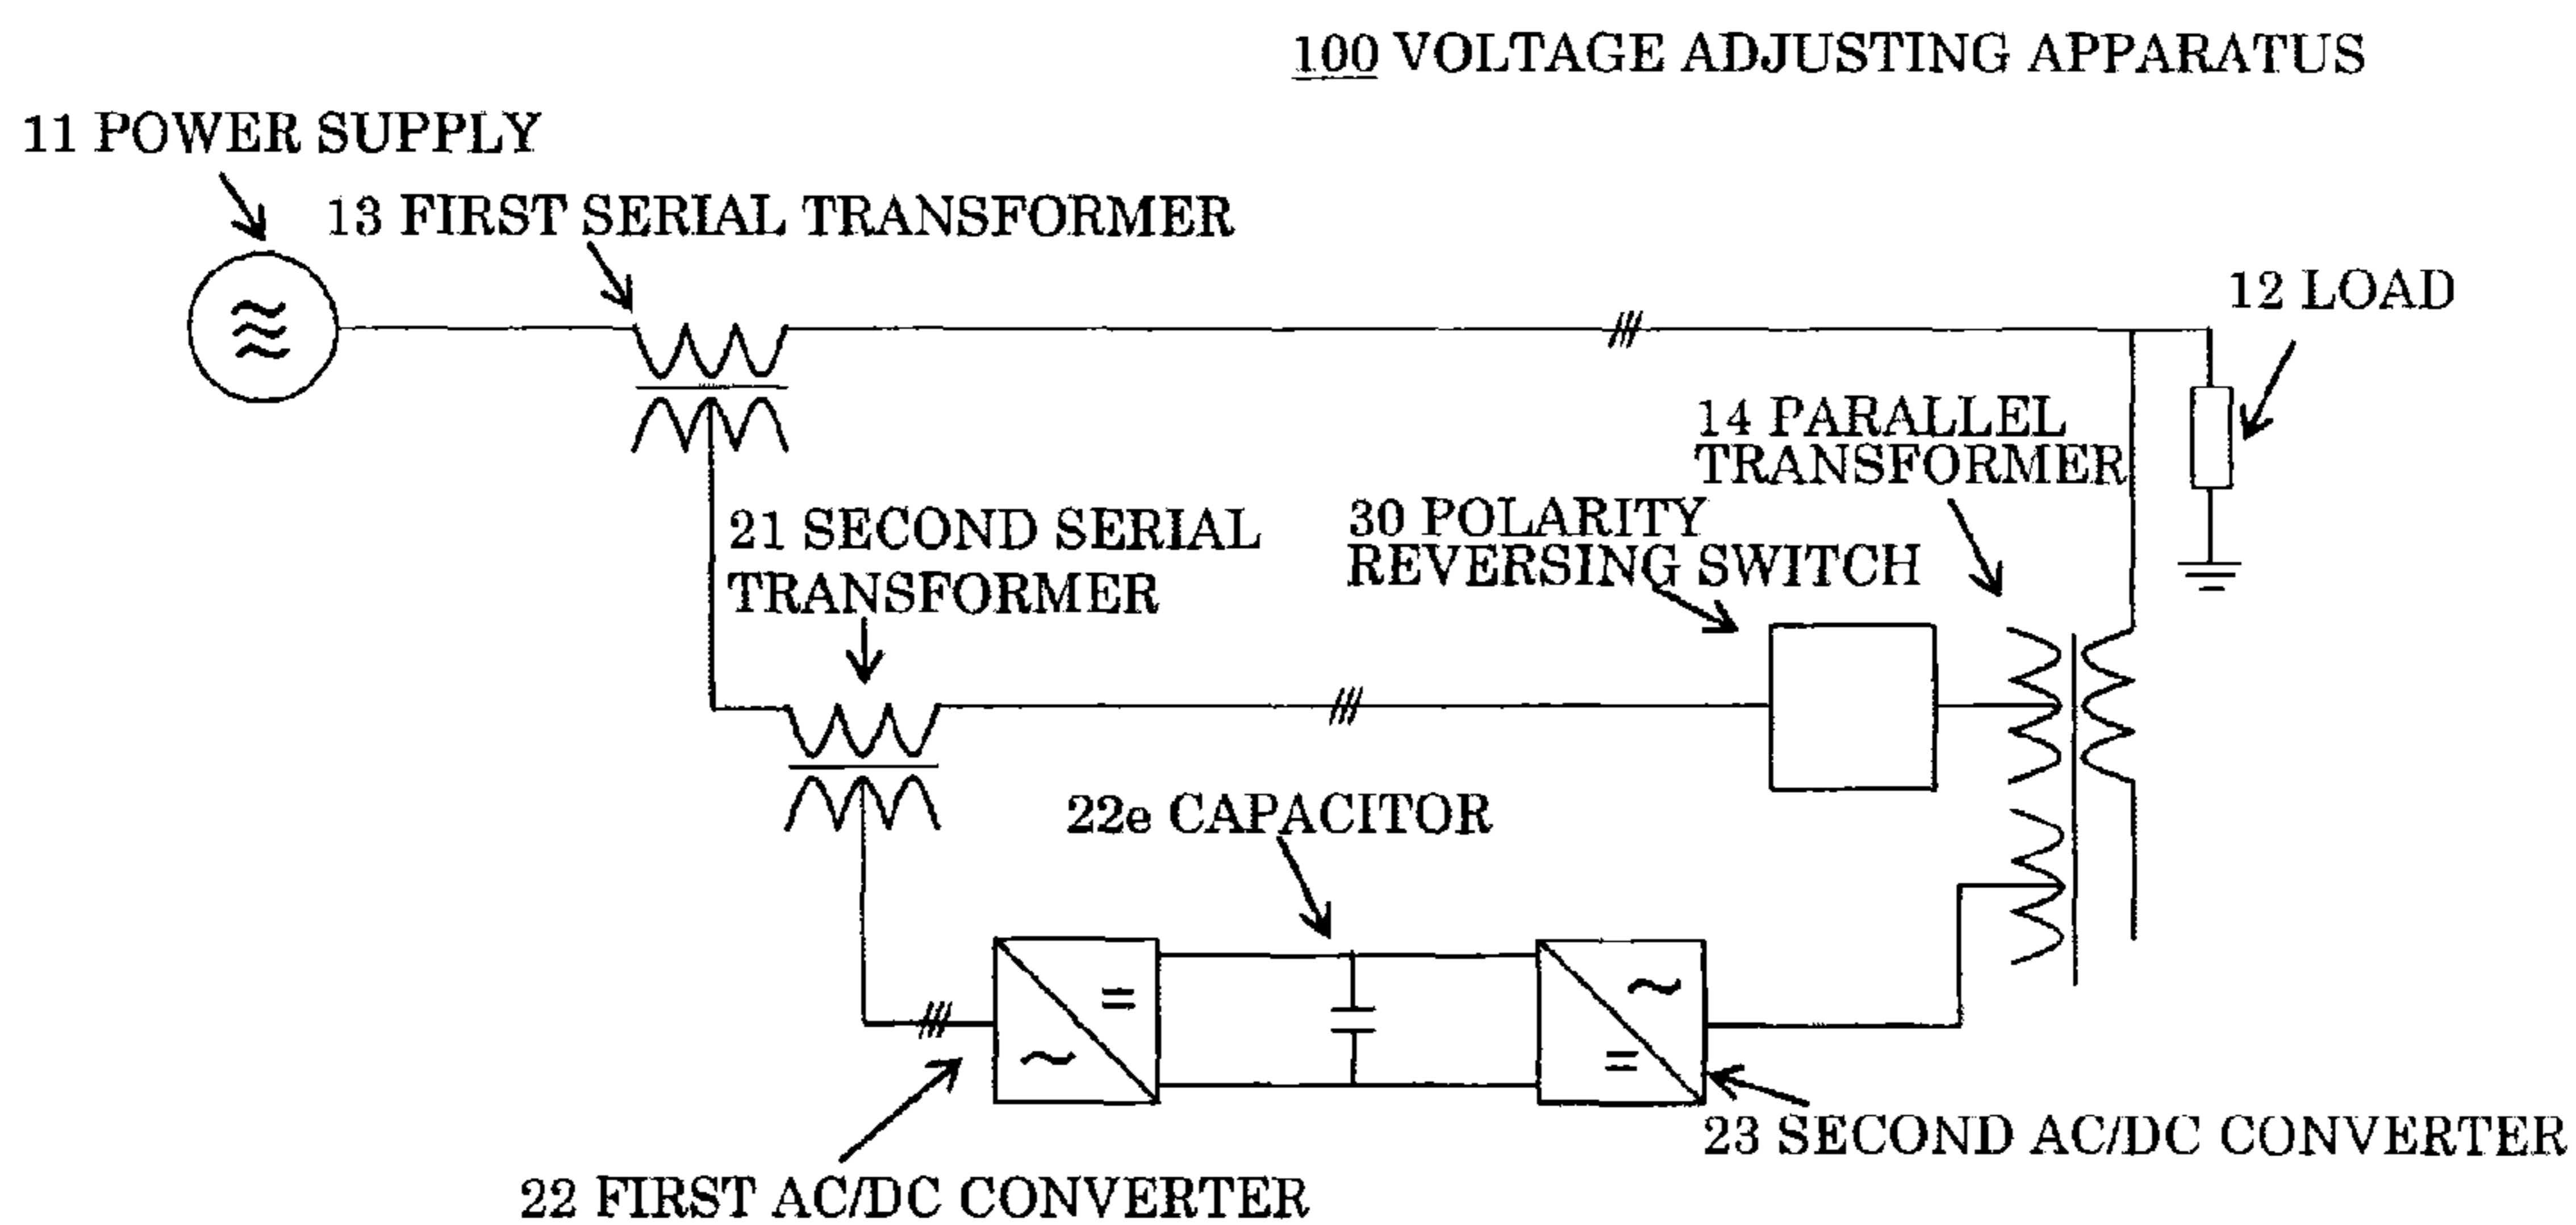 100 VOLTAGE ADJUSTING APPARATUS
11 POWER SUPPLY
13 FIRST SERIAL TRANSFORMER
12 LOAD
14 PARALLEL
TRANSFORMER
30 POLARITY
REVERSING SWITCH
21 SECOND SERIAL
TRANSFORMER
22e CAPACITOR
23 SECOND AC/DC CONVERTER
22 FIRST AC/DC CONVERTER